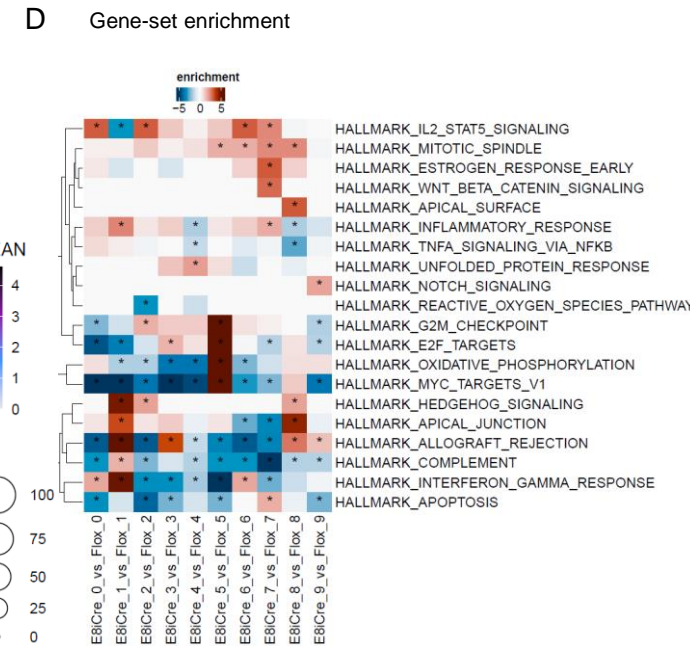 D Gene-set enrichment
enrichment
-5 0 5
HALLMARK_IL2_STAT5_SIGNALING
HALLMARK_MITOTIC_SPINDLE
HALLMARK_ESTROGEN_RESPONSE_EARLY
HALLMARK_WNT_BETA_CATENIN_SIGNALING
HALLMARK_APICAL_SURFACE
HALLMARK_INFLAMMATORY_RESPONSE
HALLMARK_TNFA_SIGNALING_VIA_NFKB
HALLMARK_UNFOLDED_PROTEIN_RESPONSE
HALLMARK_NOTCH_SIGNALING
HALLMARK_REACTIVE_OXYGEN_SPECIES_PATHWAY
HALLMARK_G2M_CHECKPOINT
HALLMARK_E2F_TARGETS
HALLMARK_OXIDATIVE_PHOSPHORYLATION
HALLMARK_MYC_TARGETS_V1
HALLMARK_HEDGEHOG_SIGNALING
HALLMARK_APICAL_JUNCTION
HALLMARK_ALLOGRAFT_REJECTION
HALLMARK_COMPLEMENT
HALLMARK_INTERFERON_GAMMA_RESPONSE
HALLMARK_APOPTOSIS
E8iCre_0_vs_Flox_0
E8iCre_1_vs_Flox_1
E8iCre_2_vs_Flox_2
E8iCre_3_vs_Flox_3
E8iCre_4_vs_Flox_4
E8iCre_5_vs_Flox_5
E8iCre_6_vs_Flox_6
E8iCre_7_vs_Flox_7
E8iCre_8_vs_Flox_8
E8iCre_9_vs_Flox_9
4
3
2
1
0
100
75
50
25
0